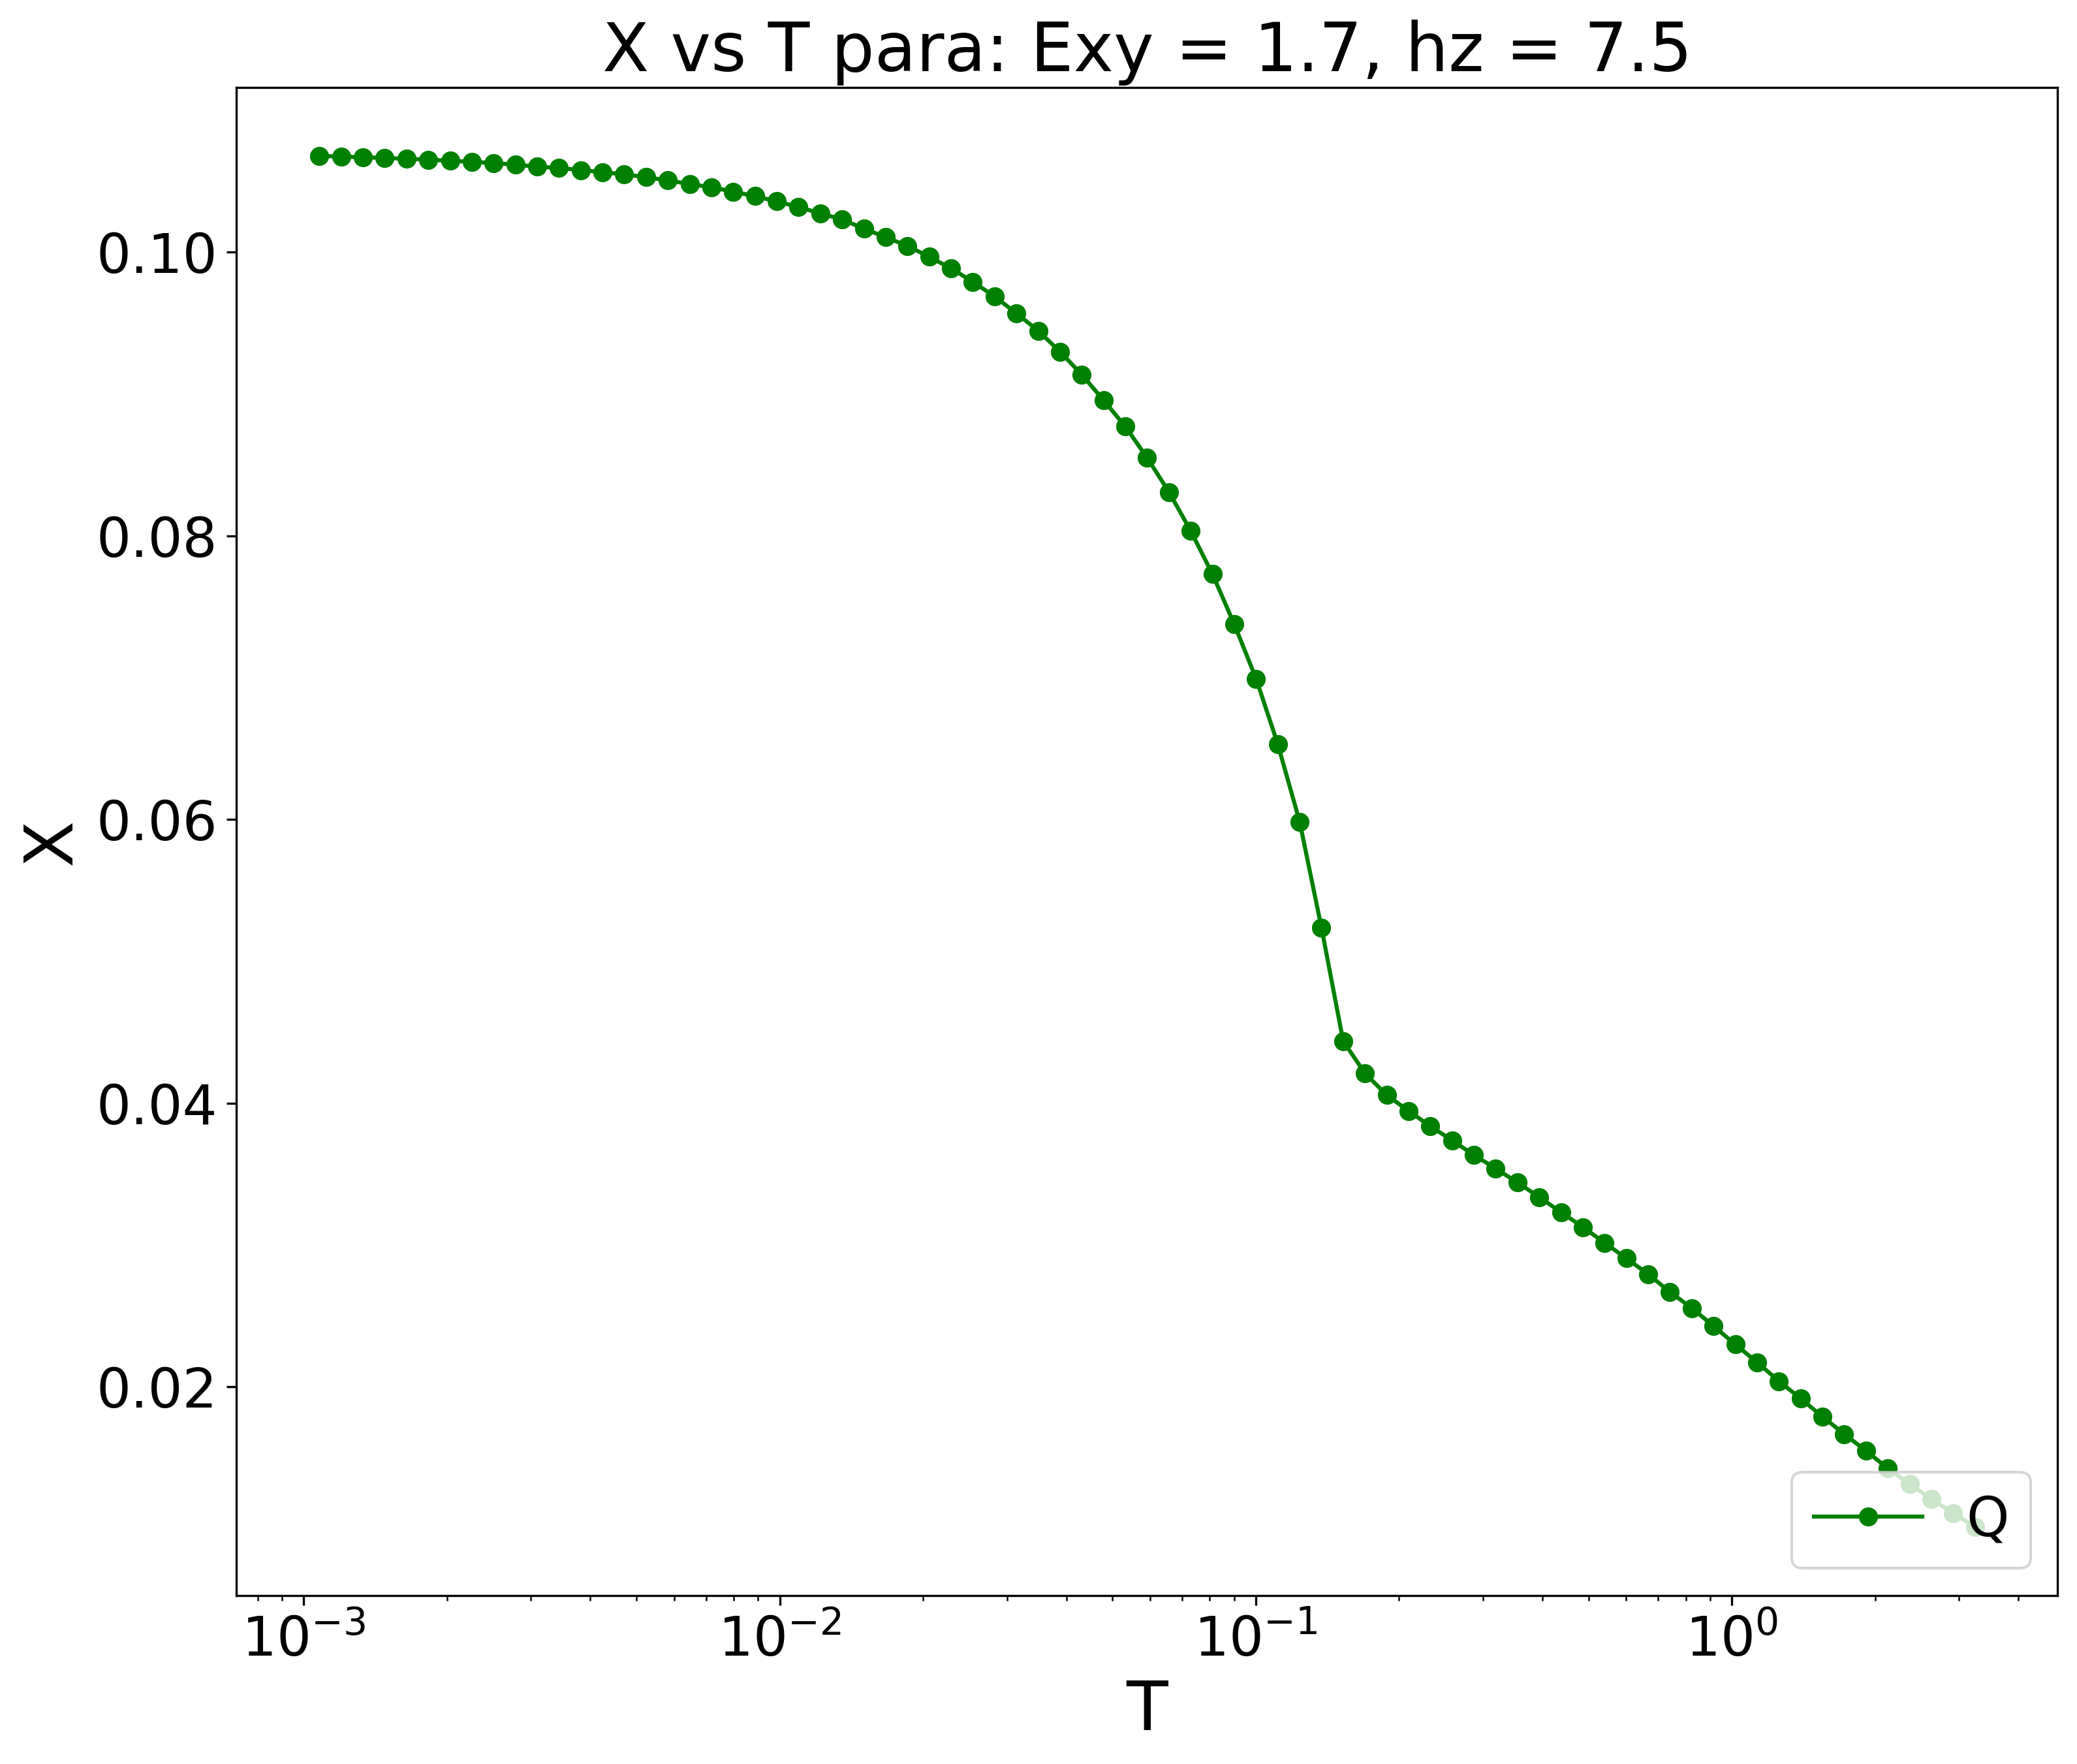 X vs T para: Exy = 1.7, hz = 7.5
X
0.10
0.08
0.06
0.04
0.02
Q
10⁻³ 10⁻² 10⁻¹ 10⁰
T